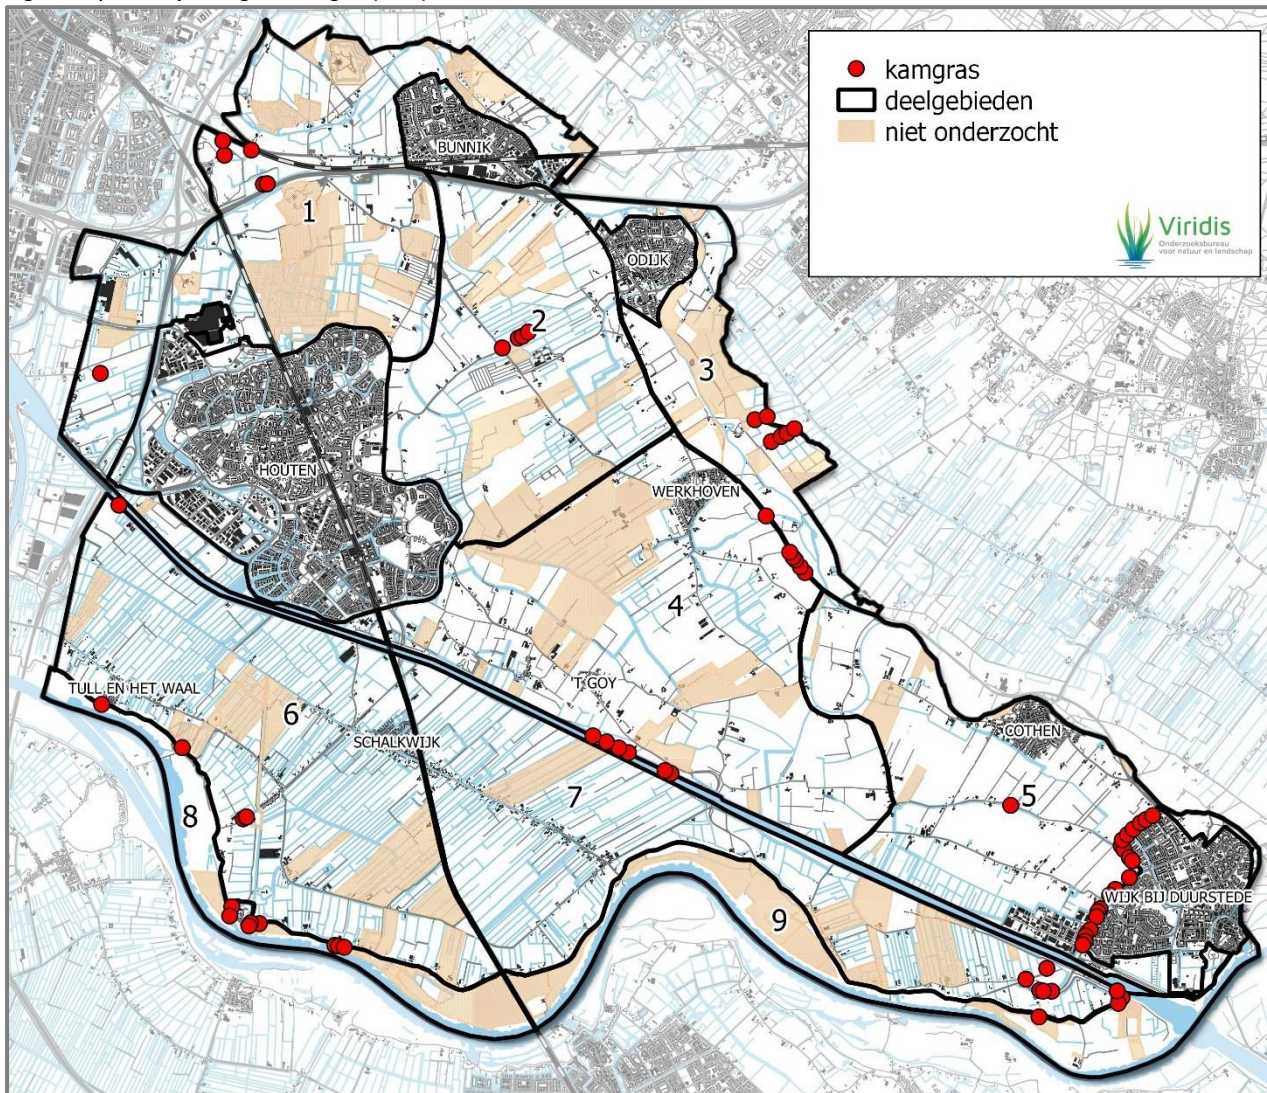 kamgras
deelgebieden
niet onderzocht
Viridis
Onderzoeksbureau
voor natuur en landschap
BUNNIK
1
ODIJK
2
3
HOUTEN
WERKHOVEN
4
'T GOY
TULL EN HET WAAL
6
SCHALKWIJK
COTHEN
7
5
8
WIJK BIJ DUURSTEDE
9